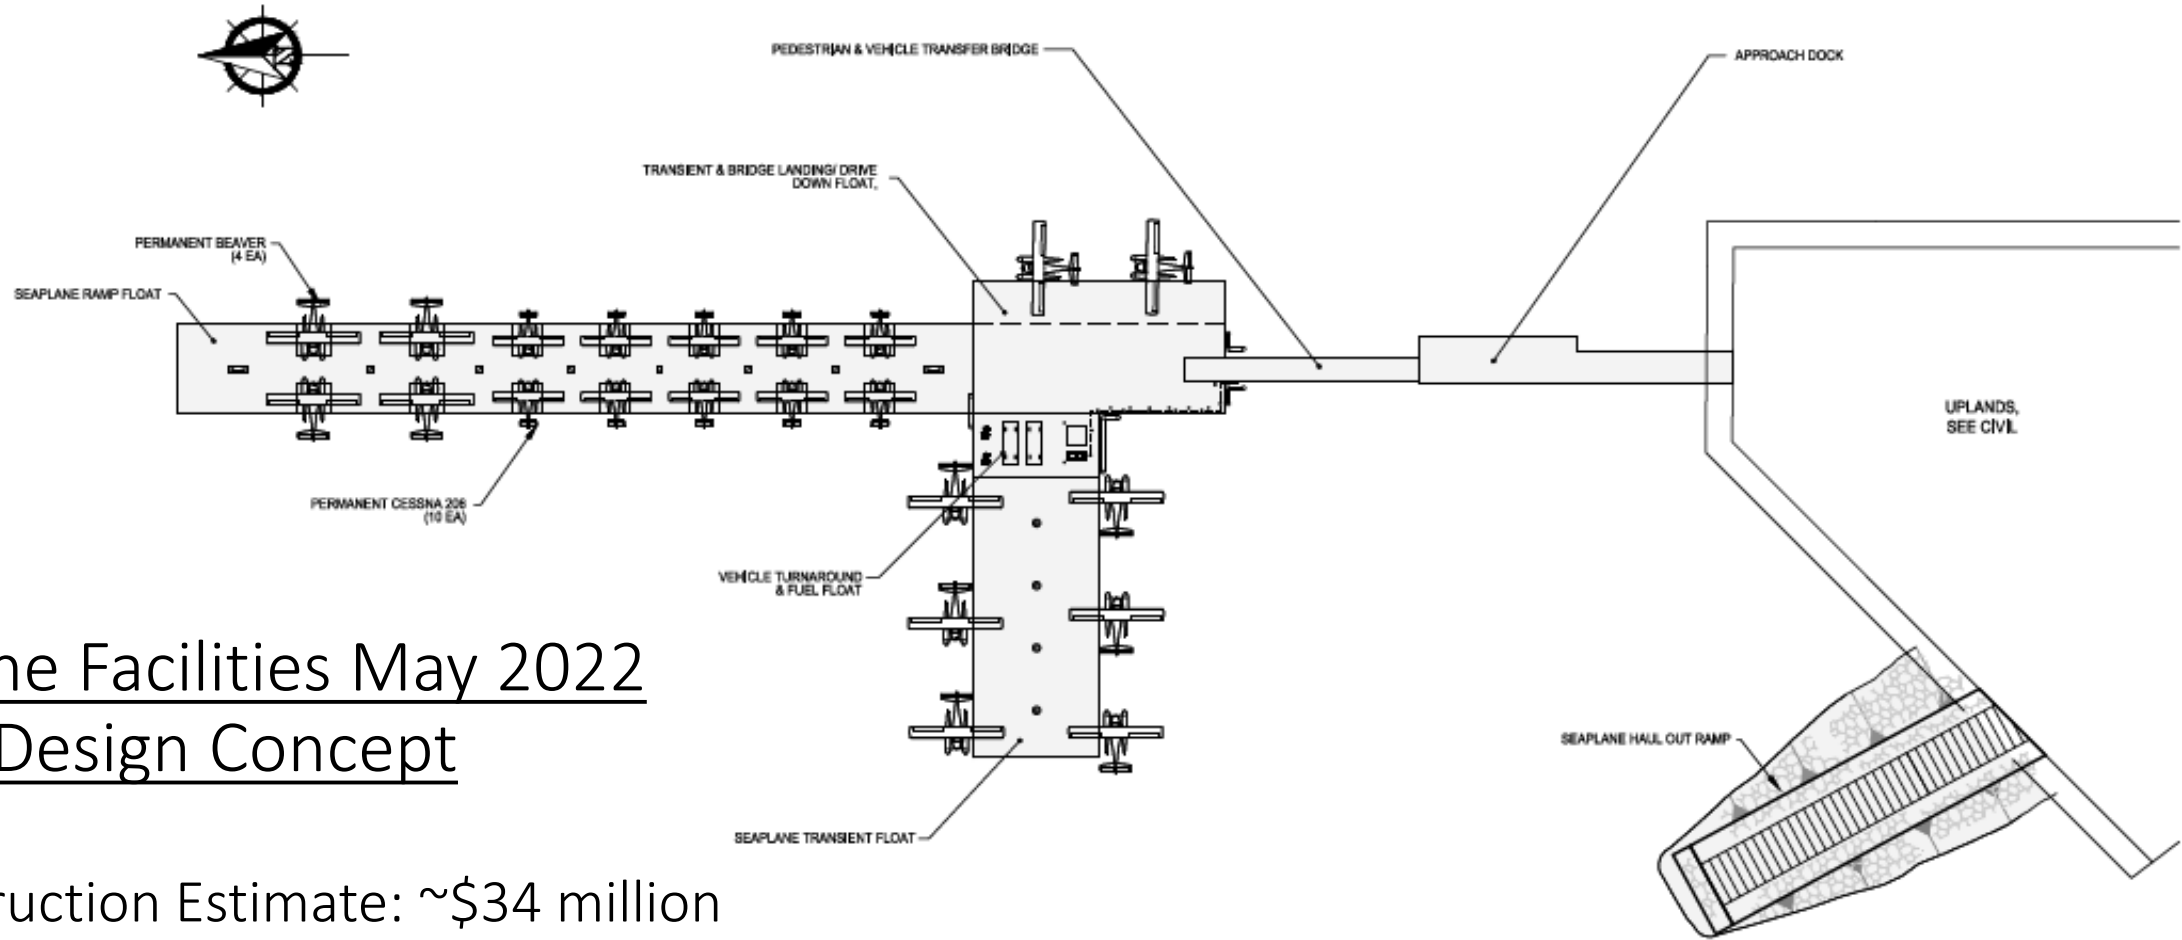 PEDESTRIAN & VEHICLE TRANSFER BRIDGE
APPROACH DOCK
TRANSIENT & BRIDGE LANDING/ DRIVE
DOWN FLOAT,
PERMANENT BEAVER
(4 EA)
SEAPLANE RAMP FLOAT
UPLANDS,
SEE CIVIL
PERMANENT CESSNA 206
(10 EA)
VEHICLE TURNAROUND
& FUEL FLOAT
ne Facilities May 2022
Design Concept
SEAPLANE HAUL OUT RAMP
SEAPLANE TRANSIENT FLOAT
ruction Estimate: ~$34 million